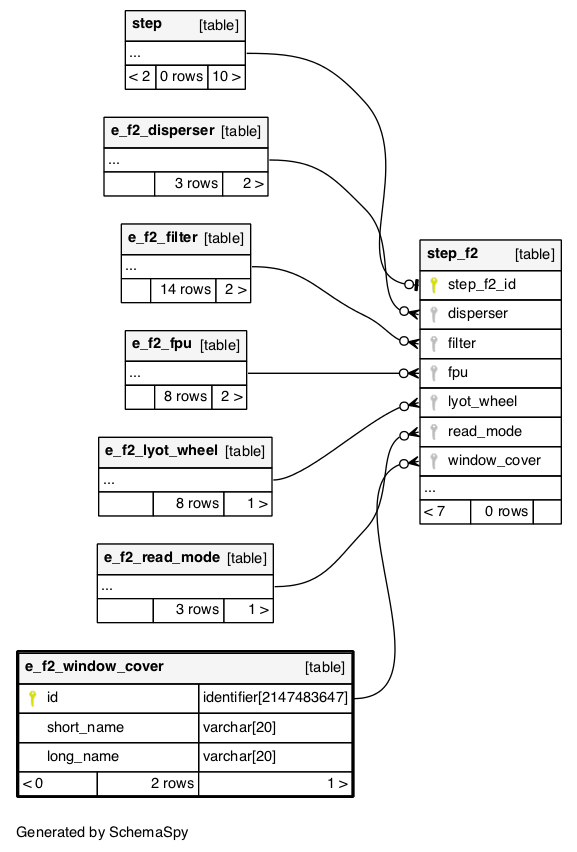 step [table]
...
< 2 0 rows 10 >
e_f2_disperser [table]
...
3 rows 2 >
e_f2_filter [table]
...
14 rows 2 >
e_f2_fpu [table]
...
8 rows 2 >
e_f2_lyot_wheel [table]
...
8 rows 1 >
e_f2_read_mode [table]
...
3 rows 1 >
e_f2_window_cover [table]
id identifier[2147483647]
short_name varchar[20]
long_name varchar[20]
< 0 2 rows 1 >
step_f2 [table]
step_f2_id
disperser
filter
fpu
lyot_wheel
read_mode
window_cover
...
< 7 0 rows
Generated by SchemaSpy